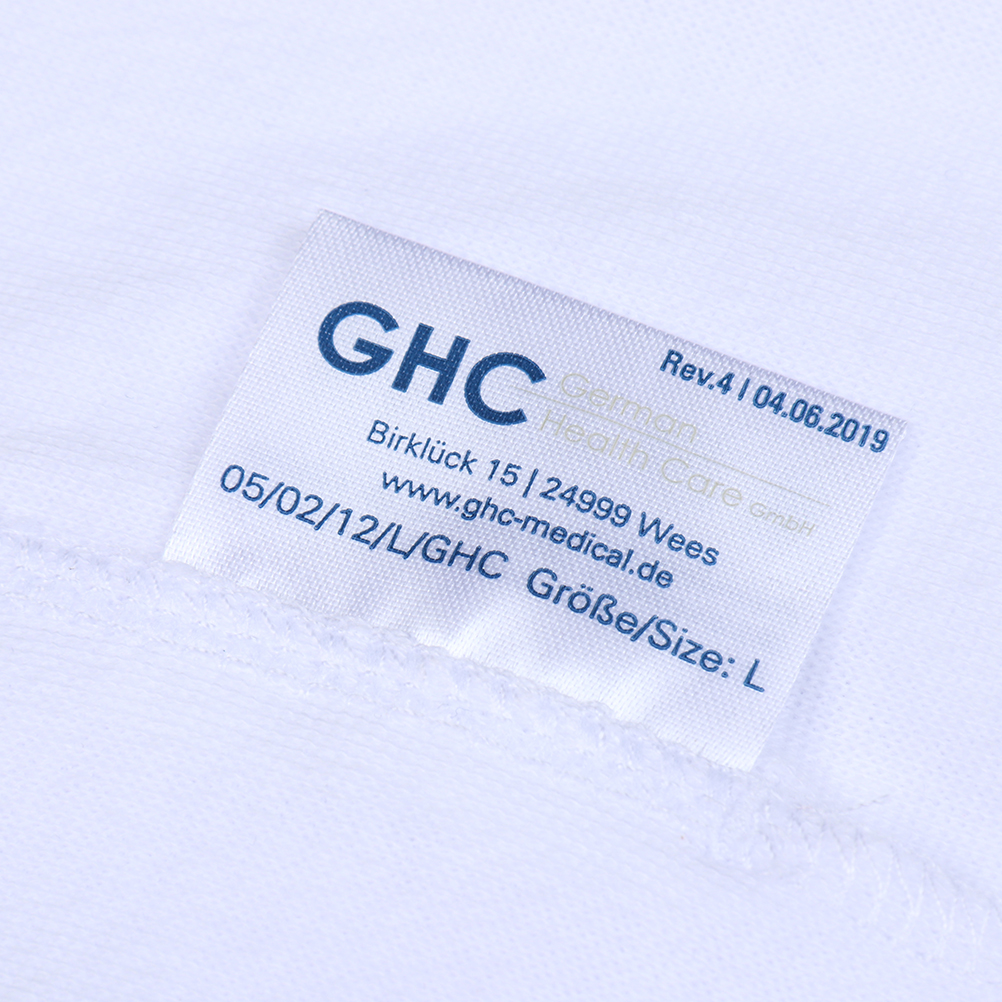 Rev.4 | 04.06.2019
GHC
German
Health Care GmbH
Birklück 15 | 24999 Wees
www.ghc-medical.de
05/02/12/L/GHC Größe/Size: L